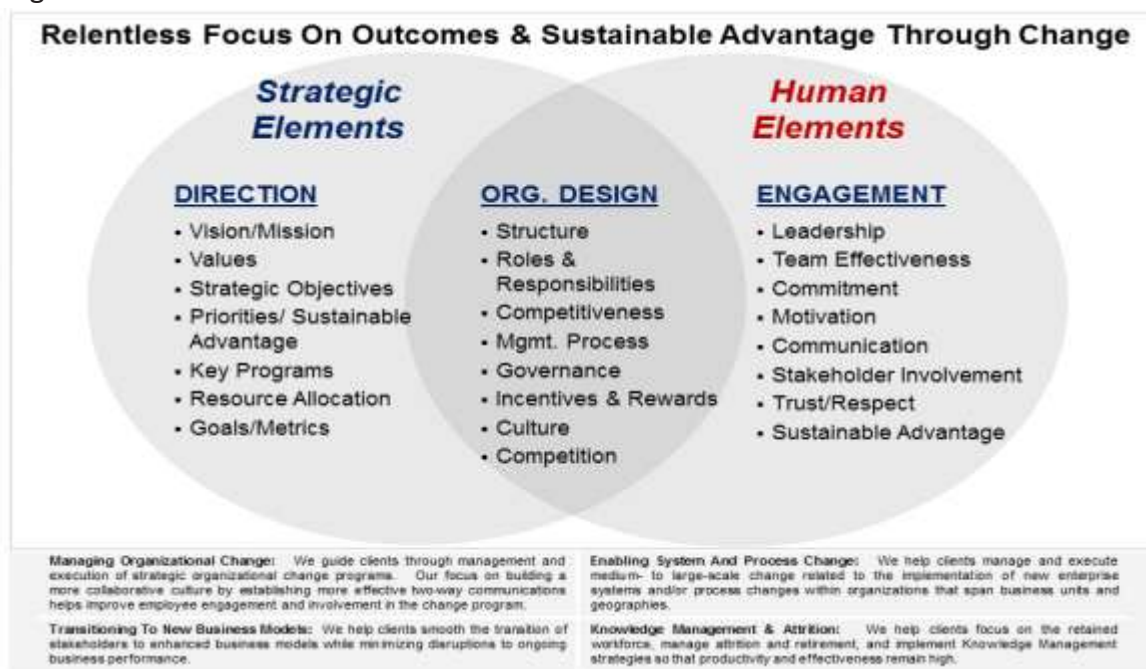 Relentless Focus On Outcomes & Sustainable Advantage Through Change
Strategic
Elements
Human
Elements
DIRECTION
• Vision/Mission
• Values
• Strategic Objectives
• Priorities/ Sustainable
Advantage
• Key Programs
• Resource Allocation
• Goals/Metrics
ORG. DESIGN
• Structure
• Roles &
Responsibilities
• Competitiveness
• Mgmt. Process
• Governance
• Incentives & Rewards
• Culture
• Competition
ENGAGEMENT
• Leadership
• Team Effectiveness
• Commitment
• Motivation
• Communication
• Stakeholder Involvement
• Trust/Respect
• Sustainable Advantage
Managing Organizational Change: We guide clients through management and
execution of strategic organizational change programs. Our focus on building a
more collaborative culture by establishing more effective two-way communications
helps improve employee engagement and involvement in the change program.
Enabling System And Process Change: We help clients manage and execute
medium- to large-scale change related to the implementation of new enterprise
systems and/or process changes within organizations that span business units and
geographies.
Transitioning To New Business Models: We help clients smooth the transition of
stakeholders to enhanced business models while minimizing disruptions to ongoing
business performance.
Knowledge Management & Attrition: We help clients focus on the retained
workforce, manage attrition and retirement, and implement Knowledge Management
strategies so that productivity and effectiveness remain high.